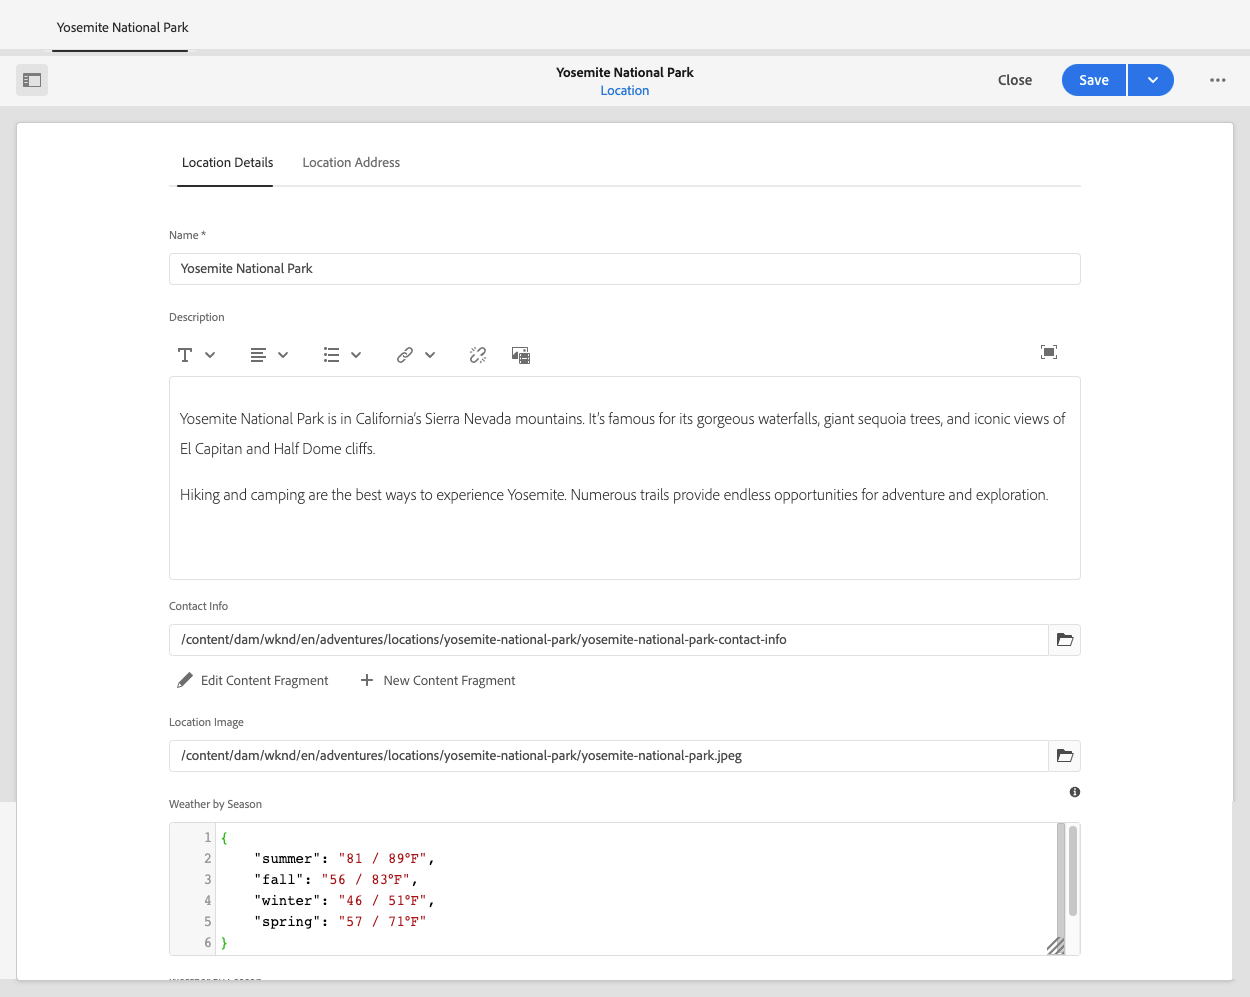 Yosemite National Park
Yosemite National Park
Location
Close
Save
Location Details
Location Address
Name *
Yosemite National Park
Description
Yosemite National Park is in California's Sierra Nevada mountains. It's famous for its gorgeous waterfalls, giant sequoia trees, and iconic views of
El Capitan and Half Dome cliffs.
Hiking and camping are the best ways to experience Yosemite. Numerous trails provide endless opportunities for adventure and exploration.
Contact Info
/content/dam/wknd/en/adventures/locations/yosemite-national-park/yosemite-national-park-contact-info
Edit Content Fragment
New Content Fragment
Location Image
/content/dam/wknd/en/adventures/locations/yosemite-national-park/yosemite-national-park.jpeg
Weather by Season
1 {
2 "summer": "81 / 89°F",
3 "fall": "56 / 83°F",
4 "winter": "46 / 51°F",
5 "spring": "57 / 71°F"
6 }